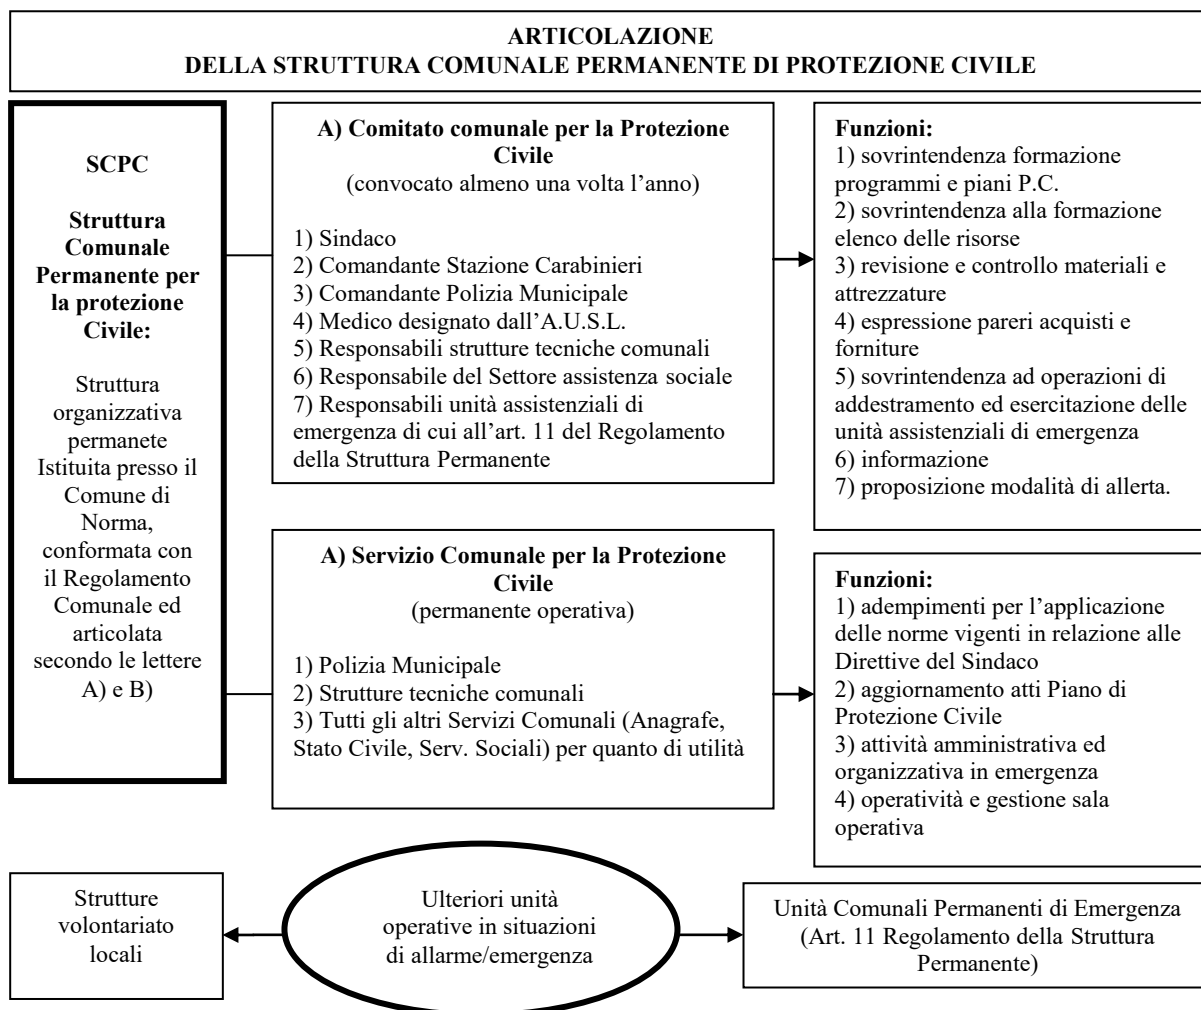 ARTICOLAZIONE
DELLA STRUTTURA COMUNALE PERMANENTE DI PROTEZIONE CIVILE
SCPC
Struttura
Comunale
Permanente per
la protezione
Civile:
Struttura
organizzativa
permanete
Istituita presso il
Comune di
Norma,
conformata con
il Regolamento
Comunale ed
articolata
secondo le lettere
A) e B)
A) Comitato comunale per la Protezione
Civile
(convocato almeno una volta l’anno)
1) Sindaco
2) Comandante Stazione Carabinieri
3) Comandante Polizia Municipale
4) Medico designato dall’A.U.S.L.
5) Responsabili strutture tecniche comunali
6) Responsabile del Settore assistenza sociale
7) Responsabili unità assistenziali di
emergenza di cui all’art. 11 del Regolamento
della Struttura Permanente
Funzioni:
1) sovrintendenza formazione
programmi e piani P.C.
2) sovrintendenza alla formazione
elenco delle risorse
3) revisione e controllo materiali e
attrezzature
4) espressione pareri acquisti e
forniture
5) sovrintendenza ad operazioni di
addestramento ed esercitazione delle
unità assistenziali di emergenza
6) informazione
7) proposizione modalità di allerta.
A) Servizio Comunale per la Protezione
Civile
(permanente operativa)
1) Polizia Municipale
2) Strutture tecniche comunali
3) Tutti gli altri Servizi Comunali (Anagrafe,
Stato Civile, Serv. Sociali) per quanto di utilità
Funzioni:
1) adempimenti per l’applicazione
delle norme vigenti in relazione alle
Direttive del Sindaco
2) aggiornamento atti Piano di
Protezione Civile
3) attività amministrativa ed
organizzativa in emergenza
4) operatività e gestione sala
operativa
Strutture
volontariato
locali
Ulteriori unità
operative in situazioni
di allarme/emergenza
Unità Comunali Permanenti di Emergenza
(Art. 11 Regolamento della Struttura
Permanente)